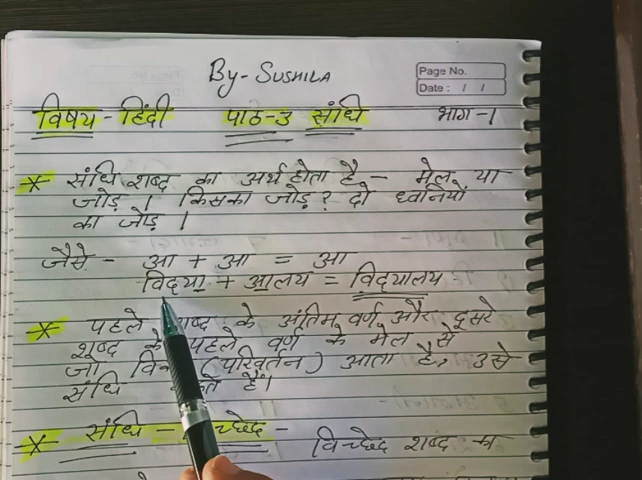 By- SUSHILA
Page No.
Date : / /
विषय - हिंदी पाठ-3 संधि भाग-1
* संधि शब्द का अर्थ होता है - मेल या
जोड़ । किसका जोड़ ? दो ध्वनियों
का जोड़ ।
जैसे - आ + आ = आ
विद्या + आलय = विद्यालय
* पहले के अंतिम वर्ण और दूसरे
शब्द के पहले वर्ण के मेल से
जो (परिवर्तन) आता है, उसे
संधि हैं।
* संधि - विच्छेद -
विच्छेद शब्द का